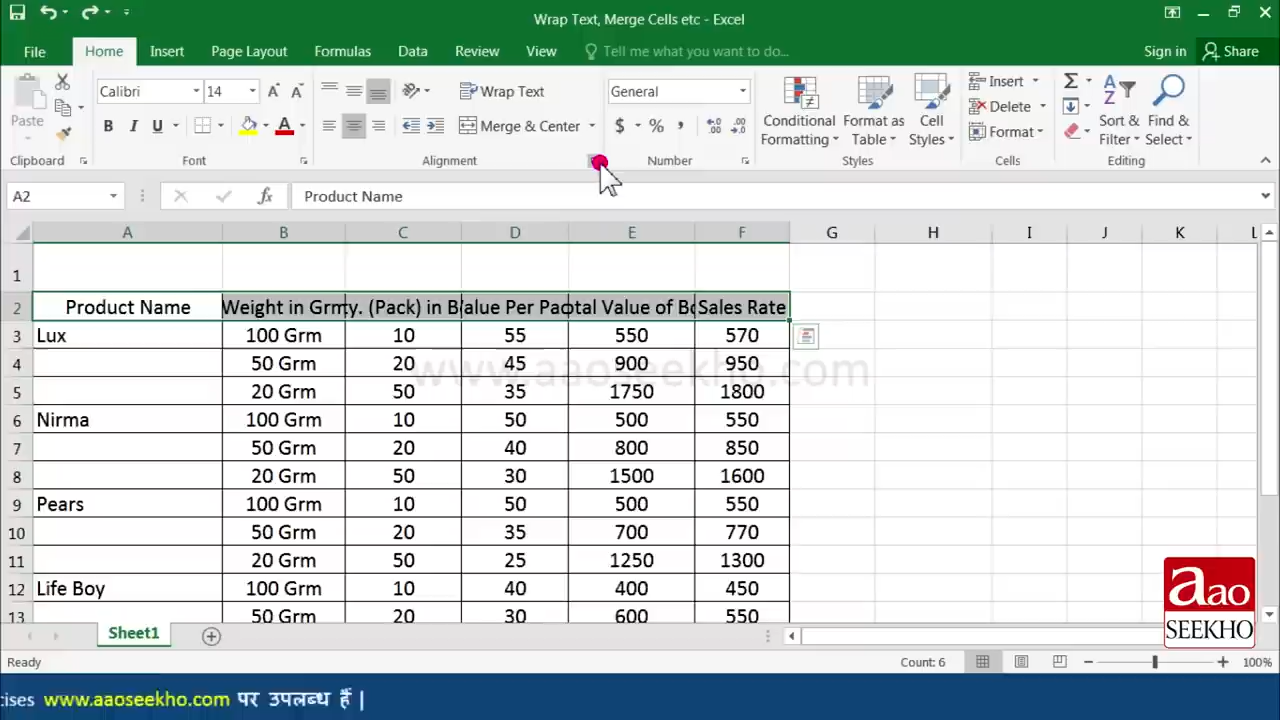 Wrap Text, Merge Cells etc - Excel
File Home Insert Page Layout Formulas Data Review View Tell me what you want to do... Sign in Share
Calibri 14 Wrap Text General Insert
Paste B I U Merge & Center $ % , Conditional Formatting Format as Table Cell Styles Delete Format Sort & Filter Find & Select
Clipboard Font Alignment Number Styles Cells Editing
A2 fx Product Name
A B C D E F G H I J K L
1
2 Product Name Weight in Grm y. (Pack) in B alue Per Pac otal Value of Bo Sales Rate
3 Lux 100 Grm 10 55 550 570
4 50 Grm 20 45 900 950
www.aaoseekho.com
5 20 Grm 50 35 1750 1800
6 Nirma 100 Grm 10 50 500 550
7 50 Grm 20 40 800 850
8 20 Grm 50 30 1500 1600
9 Pears 100 Grm 10 50 500 550
10 50 Grm 20 35 700 770
11 20 Grm 50 25 1250 1300
12 Life Boy 100 Grm 10 40 400 450
13 50 Grm 20 30 600 550
aao
SEEKHO
Sheet1
Ready Count: 6 100%
cises www.aaoseekho.com पर उपलब्ध हैं |